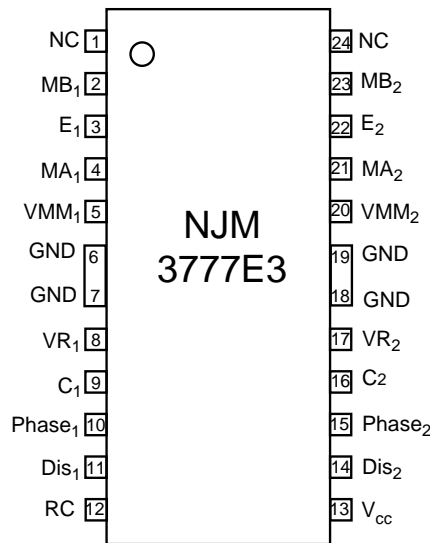 NC 1 24 NC
MB₁ 2 23 MB₂
E₁ 3 22 E₂
MA₁ 4 21 MA₂
VMM₁ 5 20 VMM₂
NJM
3777E3
GND 6 19 GND
GND 7 18 GND
VR₁ 8 17 VR₂
C₁ 9 16 C2
Phase₁ 10 15 Phase₂
Dis₁ 11 14 Dis₂
RC 12 13 Vcc